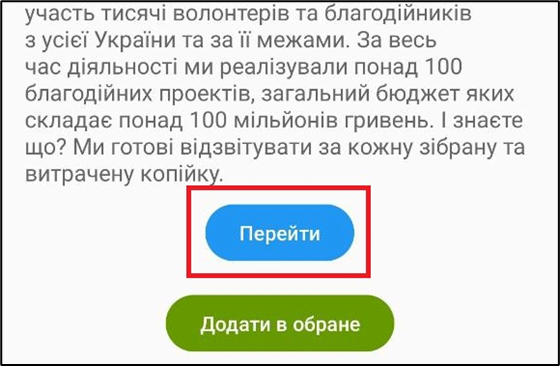 участь тисячі волонтерів та благодійників
з усієї України та за її межами. За весь
час діяльності ми реалізували понад 100
благодійних проектів, загальний бюджет яких
складає понад 100 мільйонів гривень. І знаєте
що? Ми готові відзвітувати за кожну зібрану та
витрачену копійку.
Перейти
Додати в обране